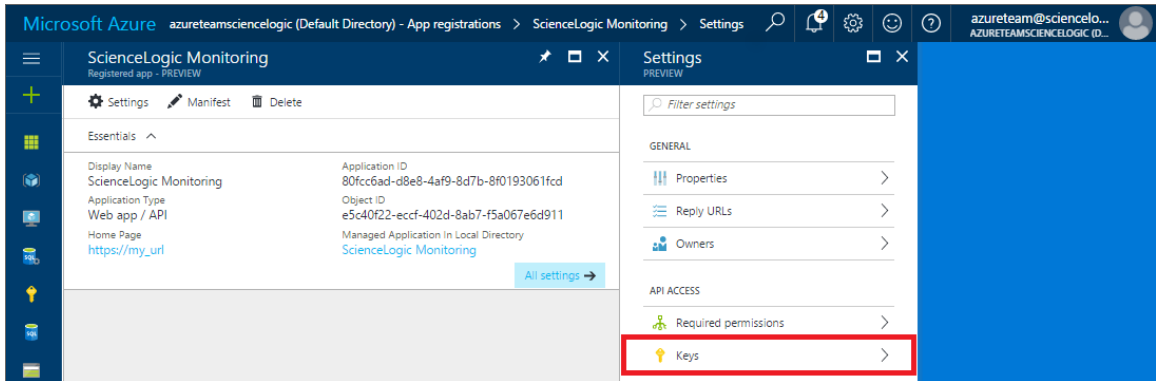 Microsoft Azure azureteamsciencelogic (Default Directory) - App registrations > ScienceLogic Monitoring > Settings 4 azureteam@sciencelo...
AZURETEAMSCIENCELOGIC (D...
ScienceLogic Monitoring
Registered app - PREVIEW
Settings Manifest Delete
Essentials
Display Name
ScienceLogic Monitoring
Application ID
80fcc6ad-d8e8-4af9-8d7b-8f0193061fcd
Application Type
Web app / API
Object ID
e5c40f22-eccf-402d-8ab7-f5a067e6d911
Home Page
https://my_url
Managed Application In Local Directory
ScienceLogic Monitoring
All settings →
Settings
PREVIEW
Filter settings
GENERAL
Properties
Reply URLs
Owners
API ACCESS
Required permissions
Keys